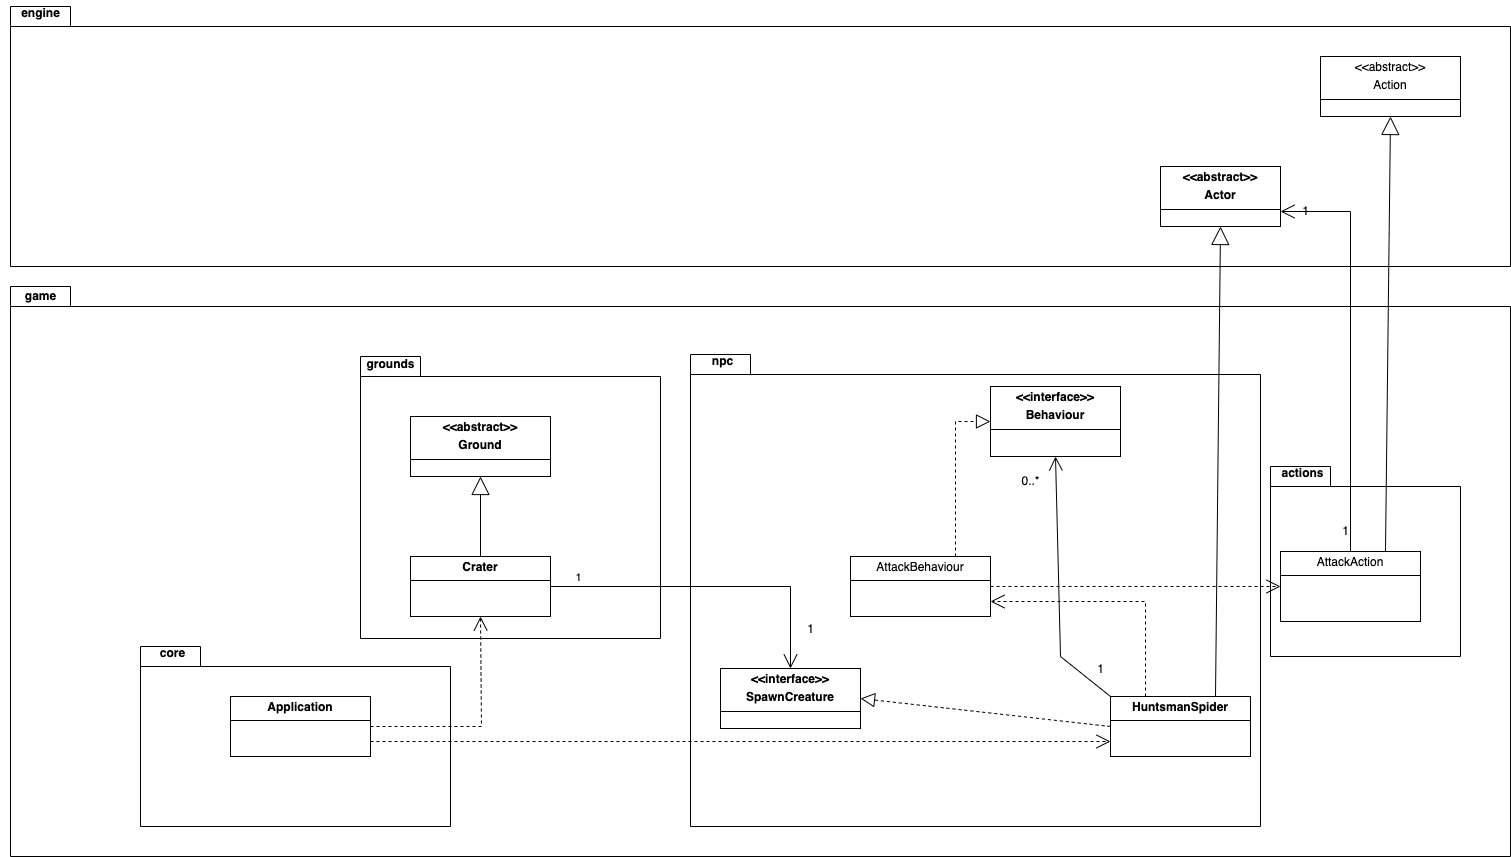 engine
<<abstract>>
Action
<<abstract>>
Actor
1
game
grounds
npc
<<interface>>
Behaviour
<<abstract>>
Ground
0..*
actions
1
Crater
1
AttackBehaviour
AttackAction
1
core
1
<<interface>>
SpawnCreature
Application
HuntsmanSpider